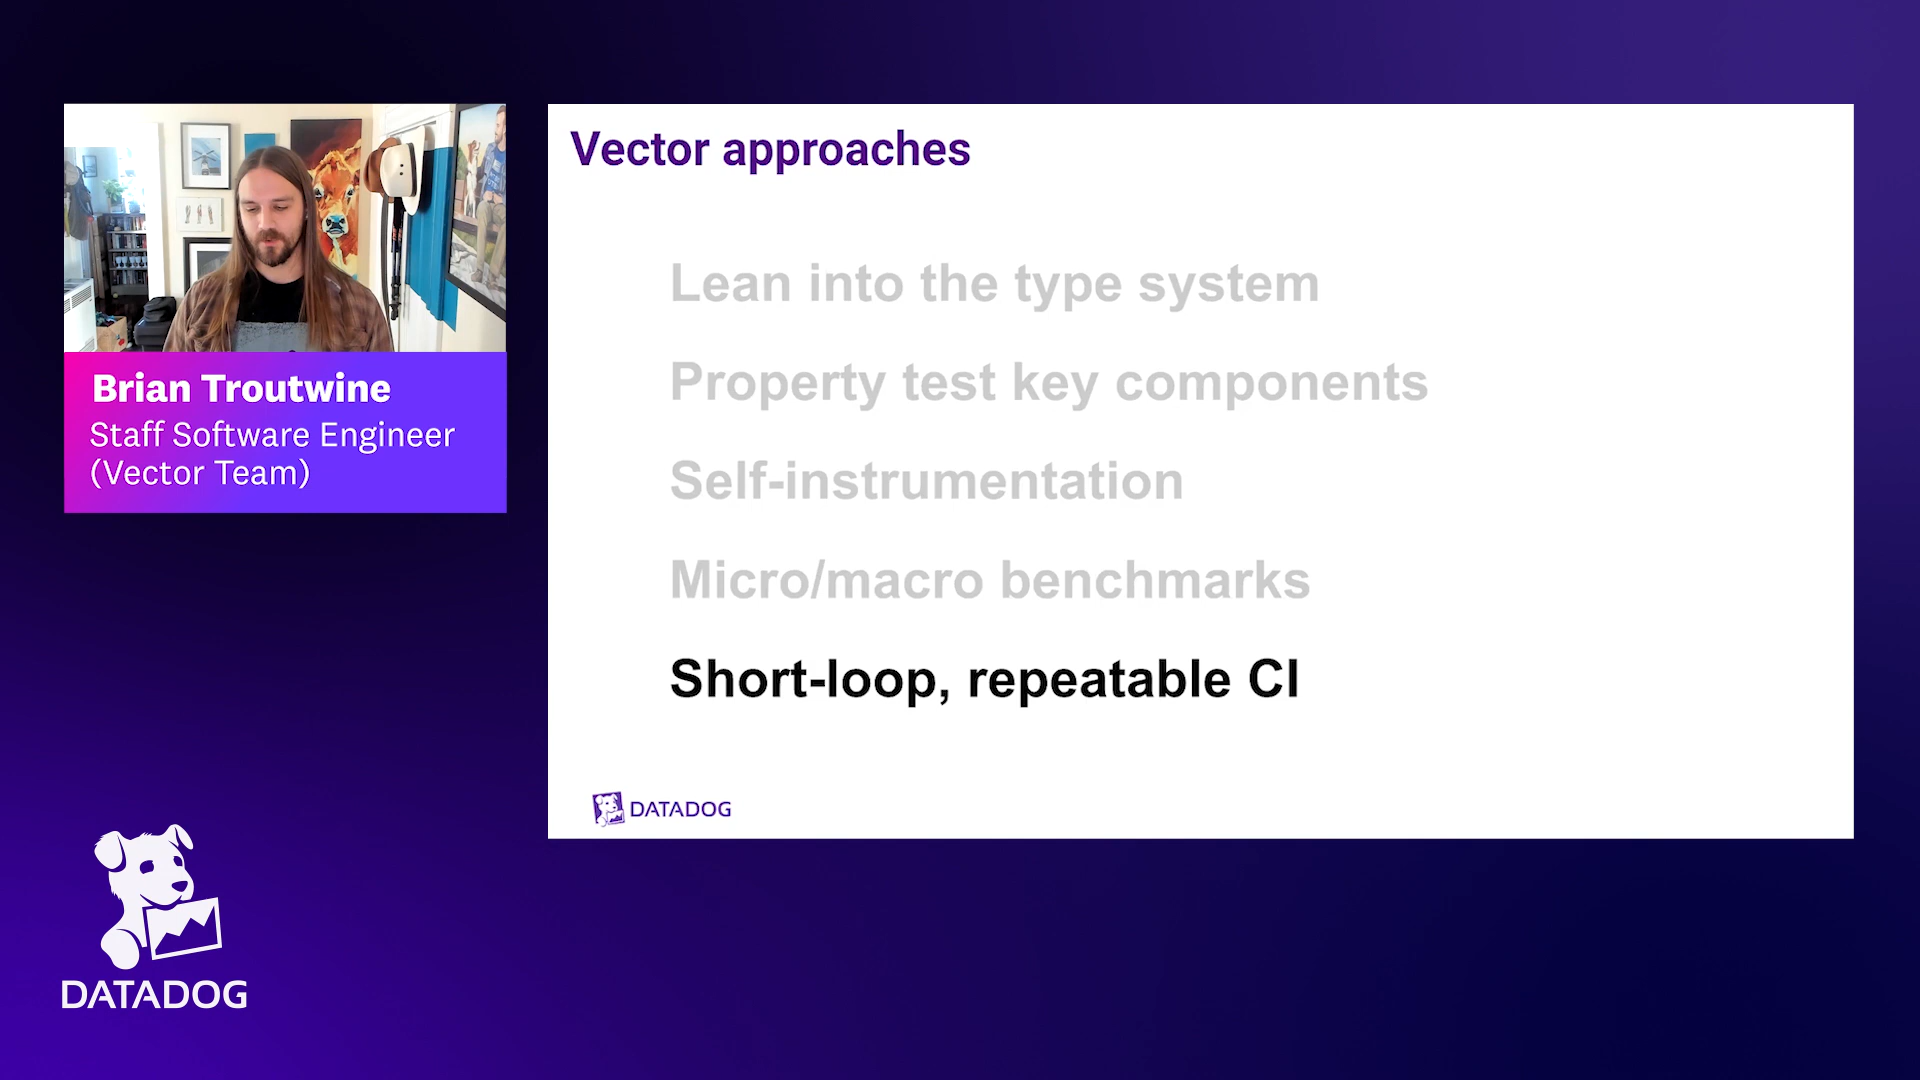 Brian Troutwine
Staff Software Engineer
(Vector Team)
DATADOG
Vector approaches
Lean into the type system
Property test key components
Self-instrumentation
Micro/macro benchmarks
Short-loop, repeatable CI
DATADOG